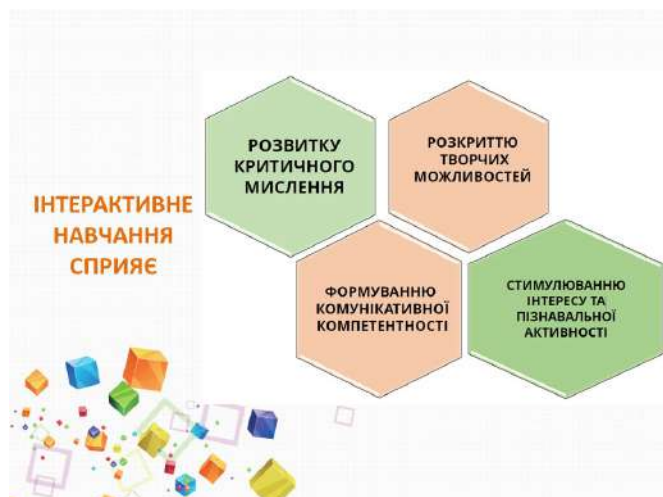 ІНТЕРАКТИВНЕ
НАВЧАННЯ
СПРИЯЄ
РОЗВИТКУ
КРИТИЧНОГО
МИСЛЕННЯ
РОЗКРИТТЮ
ТВОРЧИХ
МОЖЛИВОСТЕЙ
ФОРМУВАННЮ
КОМУНІКАТИВНОЇ
КОМПЕТЕНТНОСТІ
СТИМУЛЮВАННЮ
ІНТЕРЕСУ ТА
ПІЗНАВАЛЬНОЇ
АКТИВНОСТІ